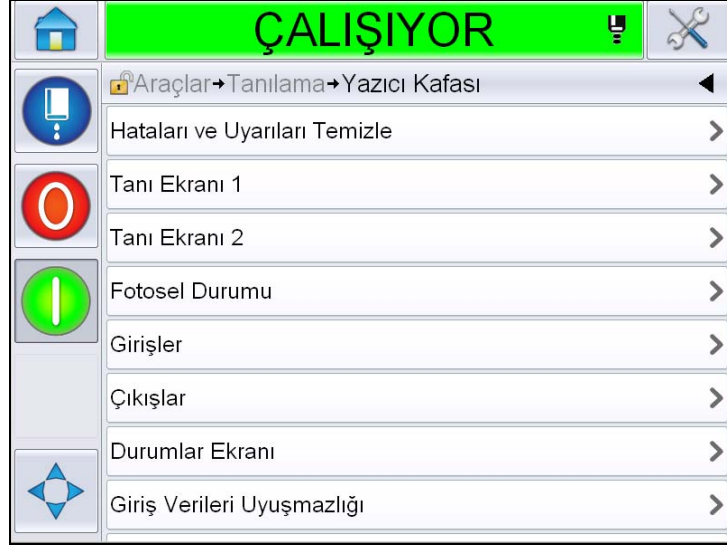 ÇALIŞIYOR
Araçlar→Tanılama→Yazıcı Kafası
Hataları ve Uyarıları Temizle
Tanı Ekranı 1
Tanı Ekranı 2
Fotosel Durumu
Girişler
Çıkışlar
Durumlar Ekranı
Giriş Verileri Uyuşmazlığı